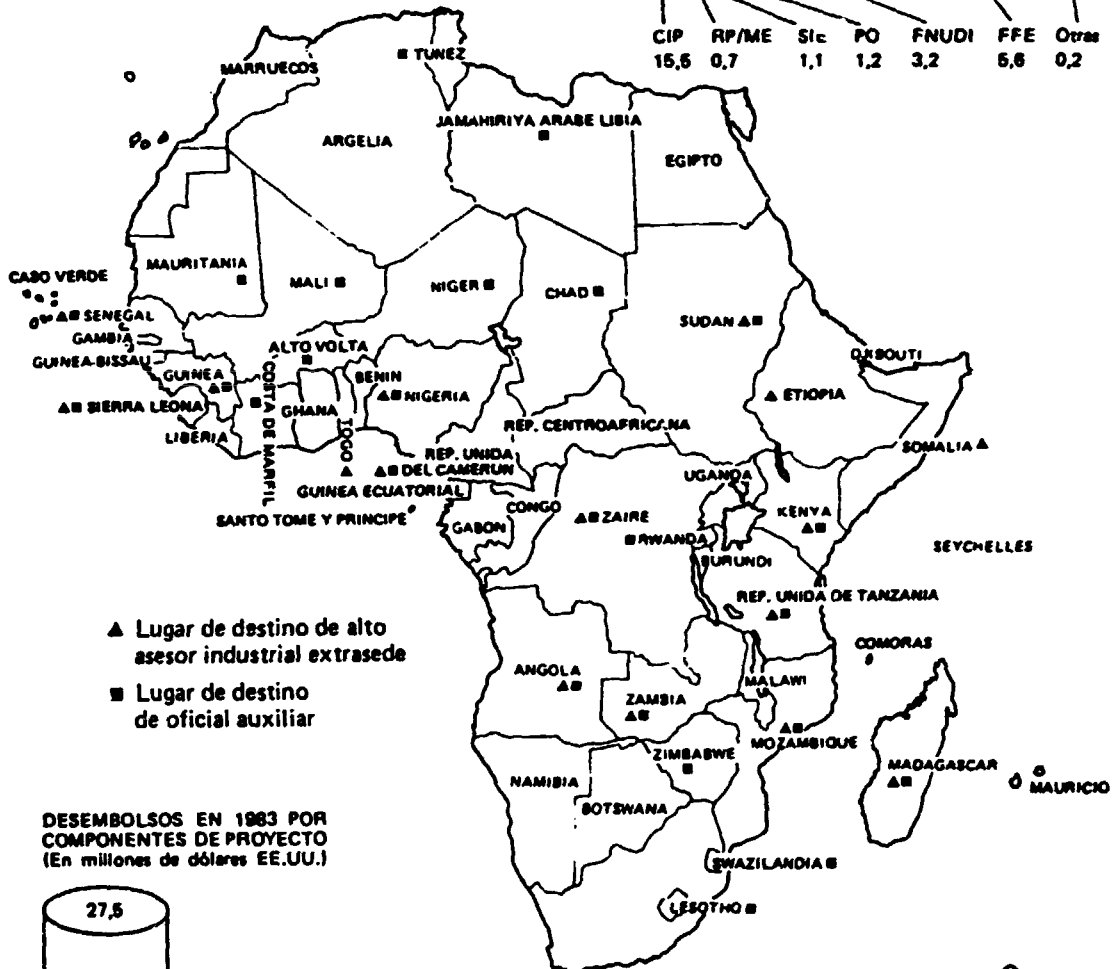 CIP RP/ME SIE PO FNUDI FFE Otras
15,5 0,7 1,1 1,2 3,2 5,6 0,2
MARRUECOS
■ TUNEZ
ARGELIA
JAMAHIRIYA ARABE LIBIA
■
EGIPTO
MAURITANIA
■
MALI ■
NIGER ■
CHAD ■
SUDAN ▲■
CABO VERDE
▲■ SENEGAL
GAMBIA
GUINEA-BISSAU
GUINEA
▲■
▲■ SIERRA LEONA
LIBERIA
■
COSTA DE MARFIL
ALTO VOLTA
■
GHANA
TOGO
▲
BENIN
▲■ NIGERIA
REP. CENTROAFRICANA
REP. UNIDA
▲■ DEL CAMERUN
GUINEA ECUATORIAL
SANTO TOME Y PRINCIPE
GABON
CONGO
▲■ ZAIRE
DJIBOUTI
▲ ETIOPIA
SOMALIA ▲
UGANDA
KENYA
▲■
■ RWANDA
BURUNDI
SEYCHELLES
REP. UNIDA DE TANZANIA
▲■
COMORAS
ANGOLA
▲■
ZAMBIA
▲■
MALAWI
▲■
MOZAMBIQUE
ZIMBABWE
■
MADAGASCAR
▲■
MAURICIO
NAMIBIA
BOTSWANA
SWAZILANDIA ■
LESOTHO ■
▲ Lugar de destino de alto
asesor industrial extrasede
■ Lugar de destino
de oficial auxiliar
DESEMBOLSOS EN 1983 POR
COMPONENTES DE PROYECTO
(En millones de dólares EE.UU.)
27,5